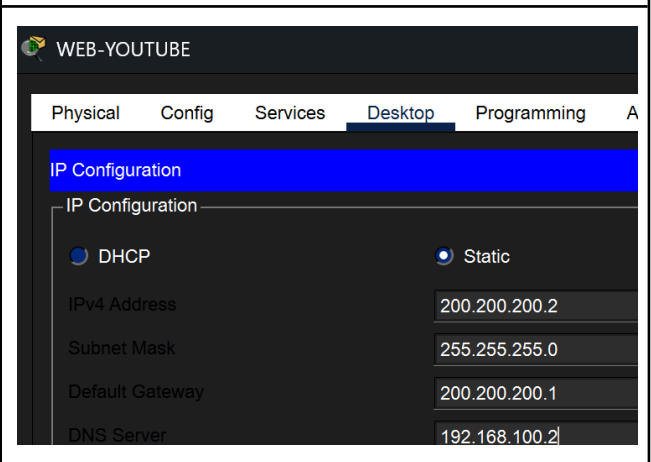 WEB-YOUTUBE
Physical Config Services Desktop Programming A
IP Configuration
IP Configuration
DHCP Static
IPv4 Address 200.200.200.2
Subnet Mask 255.255.255.0
Default Gateway 200.200.200.1
DNS Server 192.168.100.2